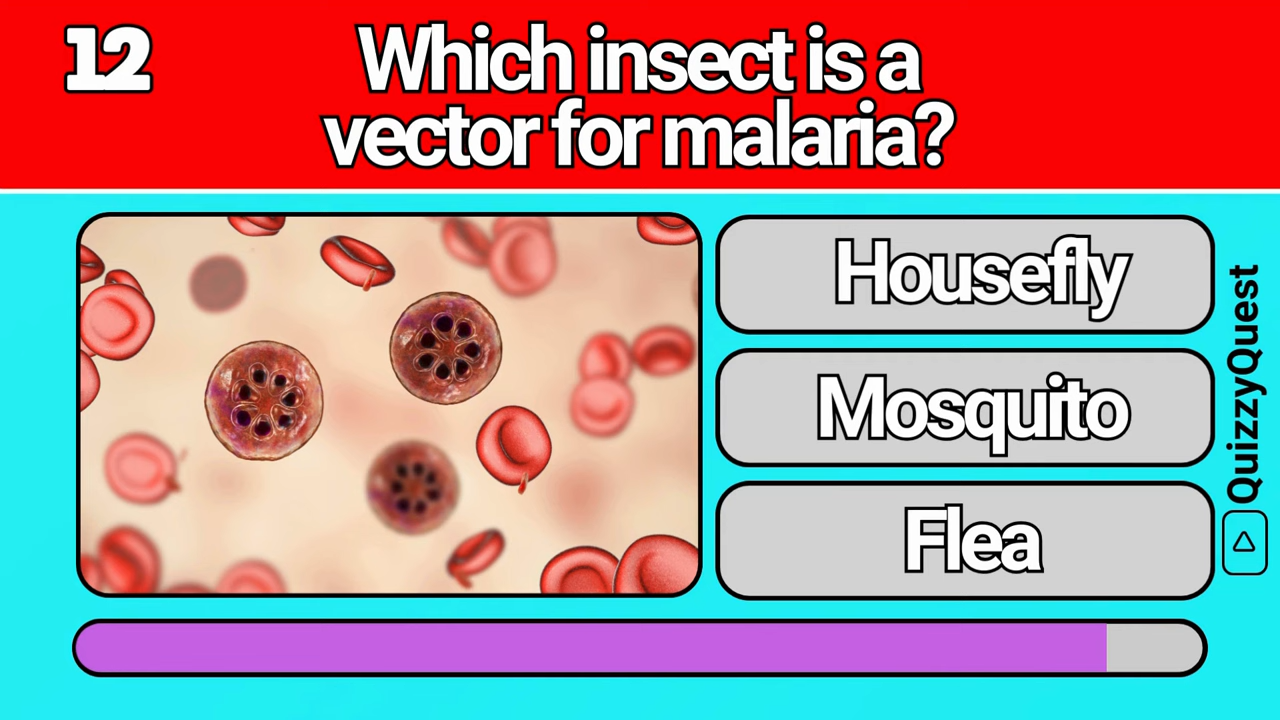 12
Which insect is a
vector for malaria?
Housefly
Mosquito
Flea
QuizzyQuest